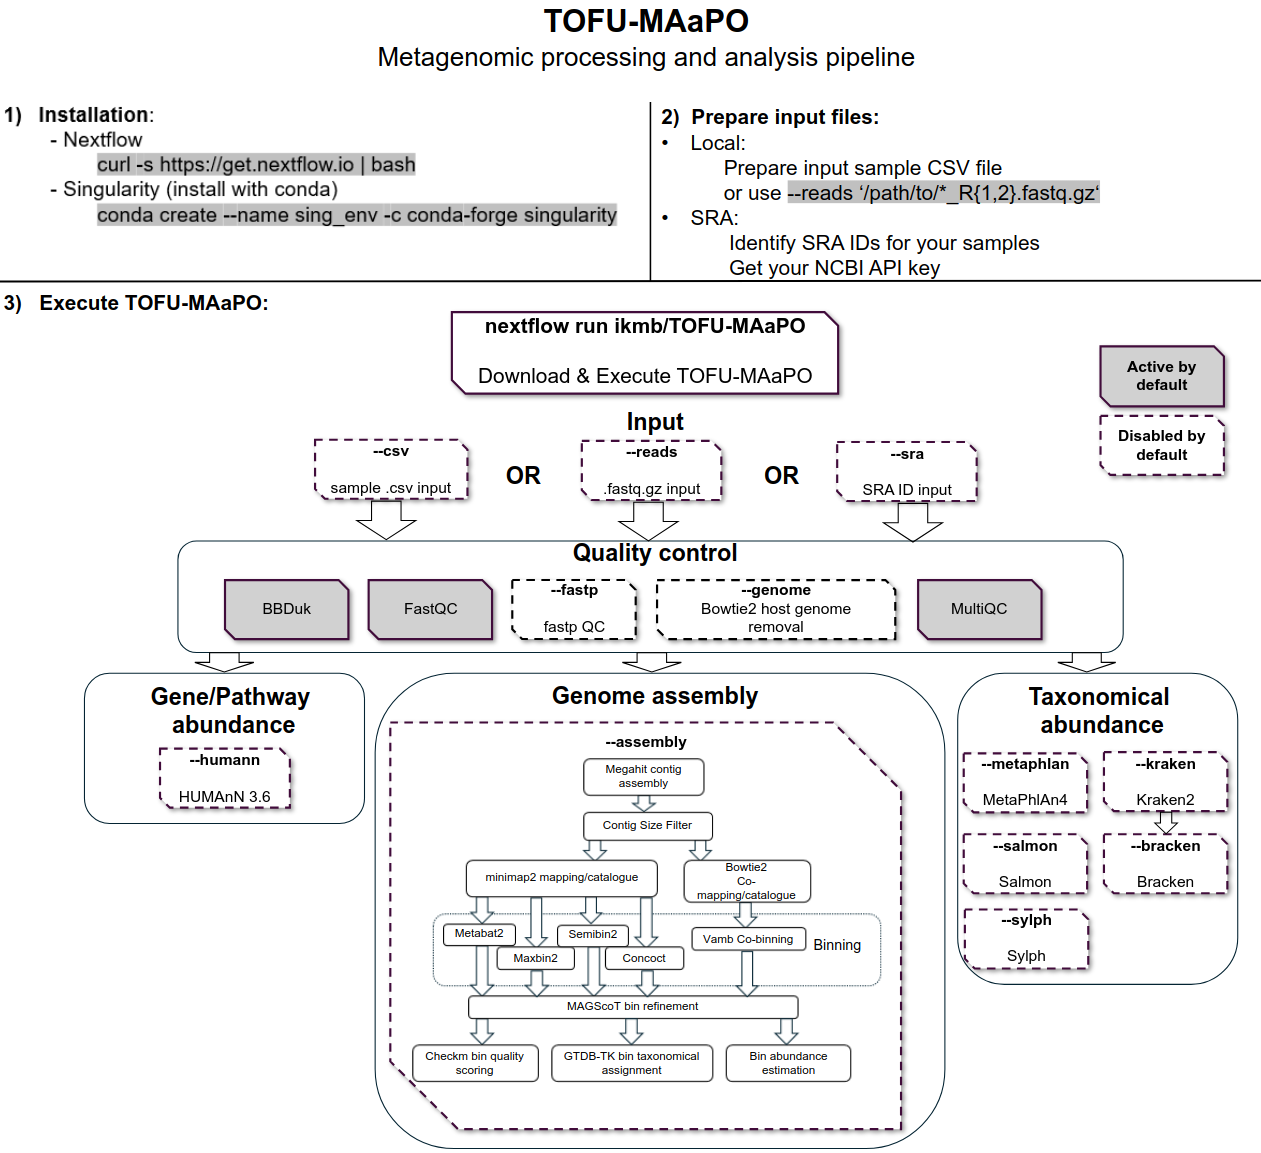 TOFU-MAaPO
Metagenomic processing and analysis pipeline
1) Installation:
- Nextflow
curl -s https://get.nextflow.io | bash
- Singularity (install with conda)
conda create --name sing_env -c conda-forge singularity
2) Prepare input files:
• Local:
Prepare input sample CSV file
or use --reads ‘/path/to/*_R{1,2}.fastq.gz‘
• SRA:
Identify SRA IDs for your samples
Get your NCBI API key
3) Execute TOFU-MAaPO:
nextflow run ikmb/TOFU-MAaPO
Download & Execute TOFU-MAaPO
Active by
default
Disabled by
default
Input
--csv
sample .csv input
OR
--reads
.fastq.gz input
OR
--sra
SRA ID input
Quality control
BBDuk
FastQC
--fastp
fastp QC
--genome
Bowtie2 host genome
removal
MultiQC
Gene/Pathway
abundance
--humann
HUMAnN 3.6
Genome assembly
--assembly
Megahit contig
assembly
Contig Size Filter
minimap2 mapping/catalogue
Bowtie2
Co-
mapping/catalogue
Metabat2
Maxbin2
Semibin2
Concoct
Vamb Co-binning
Binning
MAGScoT bin refinement
Checkm bin quality
scoring
GTDB-TK bin taxonomical
assignment
Bin abundance
estimation
Taxonomical
abundance
--metaphlan
MetaPhlAn4
--kraken
Kraken2
--salmon
Salmon
--bracken
Bracken
--sylph
Sylph